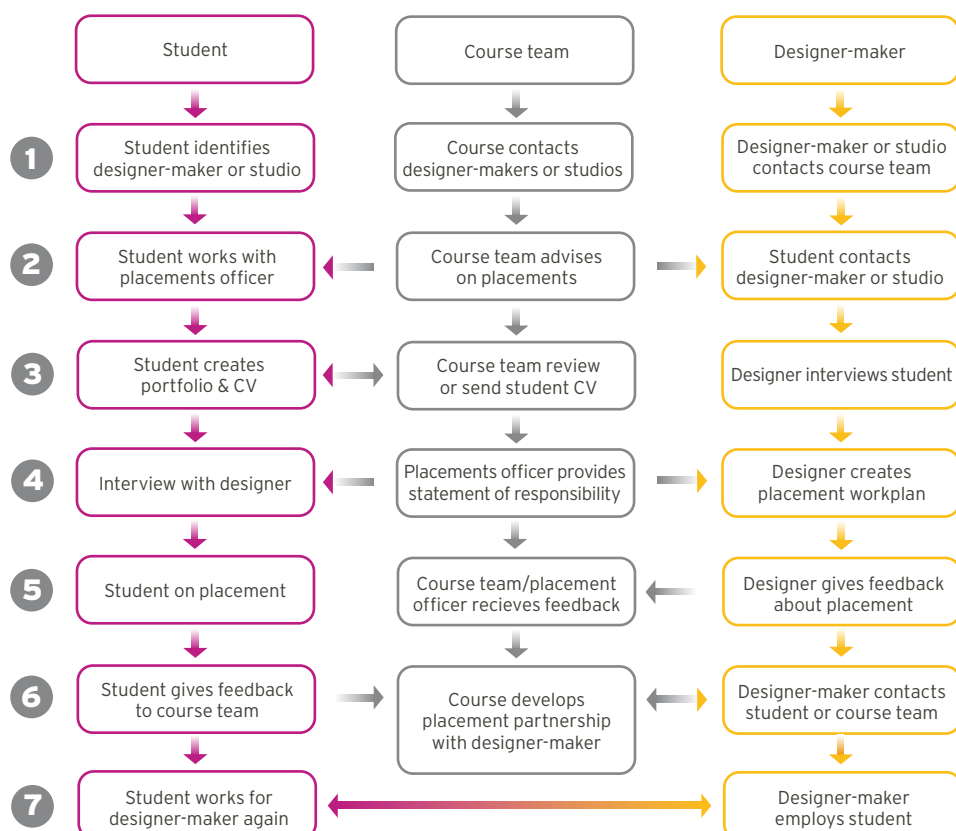 Student
Course team
Designer-maker
1
Student identifies
designer-maker or studio
Course contacts
designer-makers or studios
Designer-maker or studio
contacts course team
2
Student works with
placements officer
Course team advises
on placements
Student contacts
designer-maker or studio
3
Student creates
portfolio & CV
Course team review
or send student CV
Designer interviews student
4
Interview with designer
Placements officer provides
statement of responsibility
Designer creates
placement workplan
5
Student on placement
Course team/placement
officer recieves feedback
Designer gives feedback
about placement
6
Student gives feedback
to course team
Course develops
placement partnership
with designer-maker
Designer-maker contacts
student or course team
7
Student works for
designer-maker again
Designer-maker
employs student